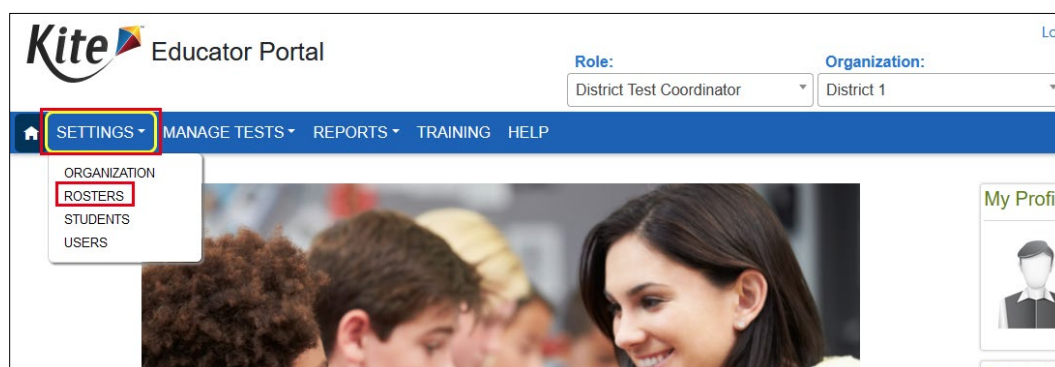 Kite Educator Portal
Role:
Organization:
District Test Coordinator
District 1
SETTINGS MANAGE TESTS REPORTS TRAINING HELP
ORGANIZATION
ROSTERS
STUDENTS
USERS